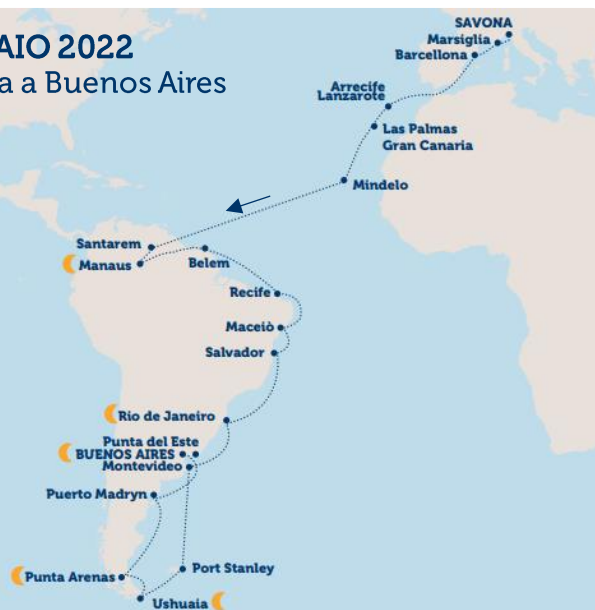 AIO 2022
a a Buenos Aires
SAVONA
Marsiglia
Barcellona
Arrecife
Lanzarote
Las Palmas
Gran Canaria
Mindelo
Santarem
Manaus
Belem
Recife
Maceiò
Salvador
Rio de Janeiro
Punta del Este
BUENOS AIRES
Montevideo
Puerto Madryn
Port Stanley
Punta Arenas
Ushuaia